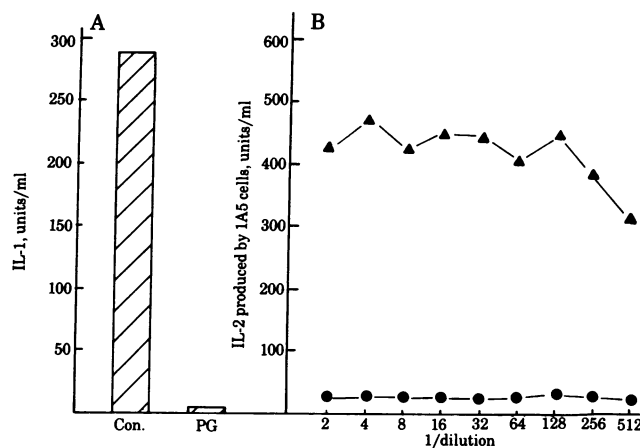 A
IL-1, units/ml
300
250
200
150
100
50
Con. PG
B
IL-2 produced by 1A5 cells, units/ml
600
500
400
300
200
100
2 4 8 16 32 64 128 256 512
1/dilution